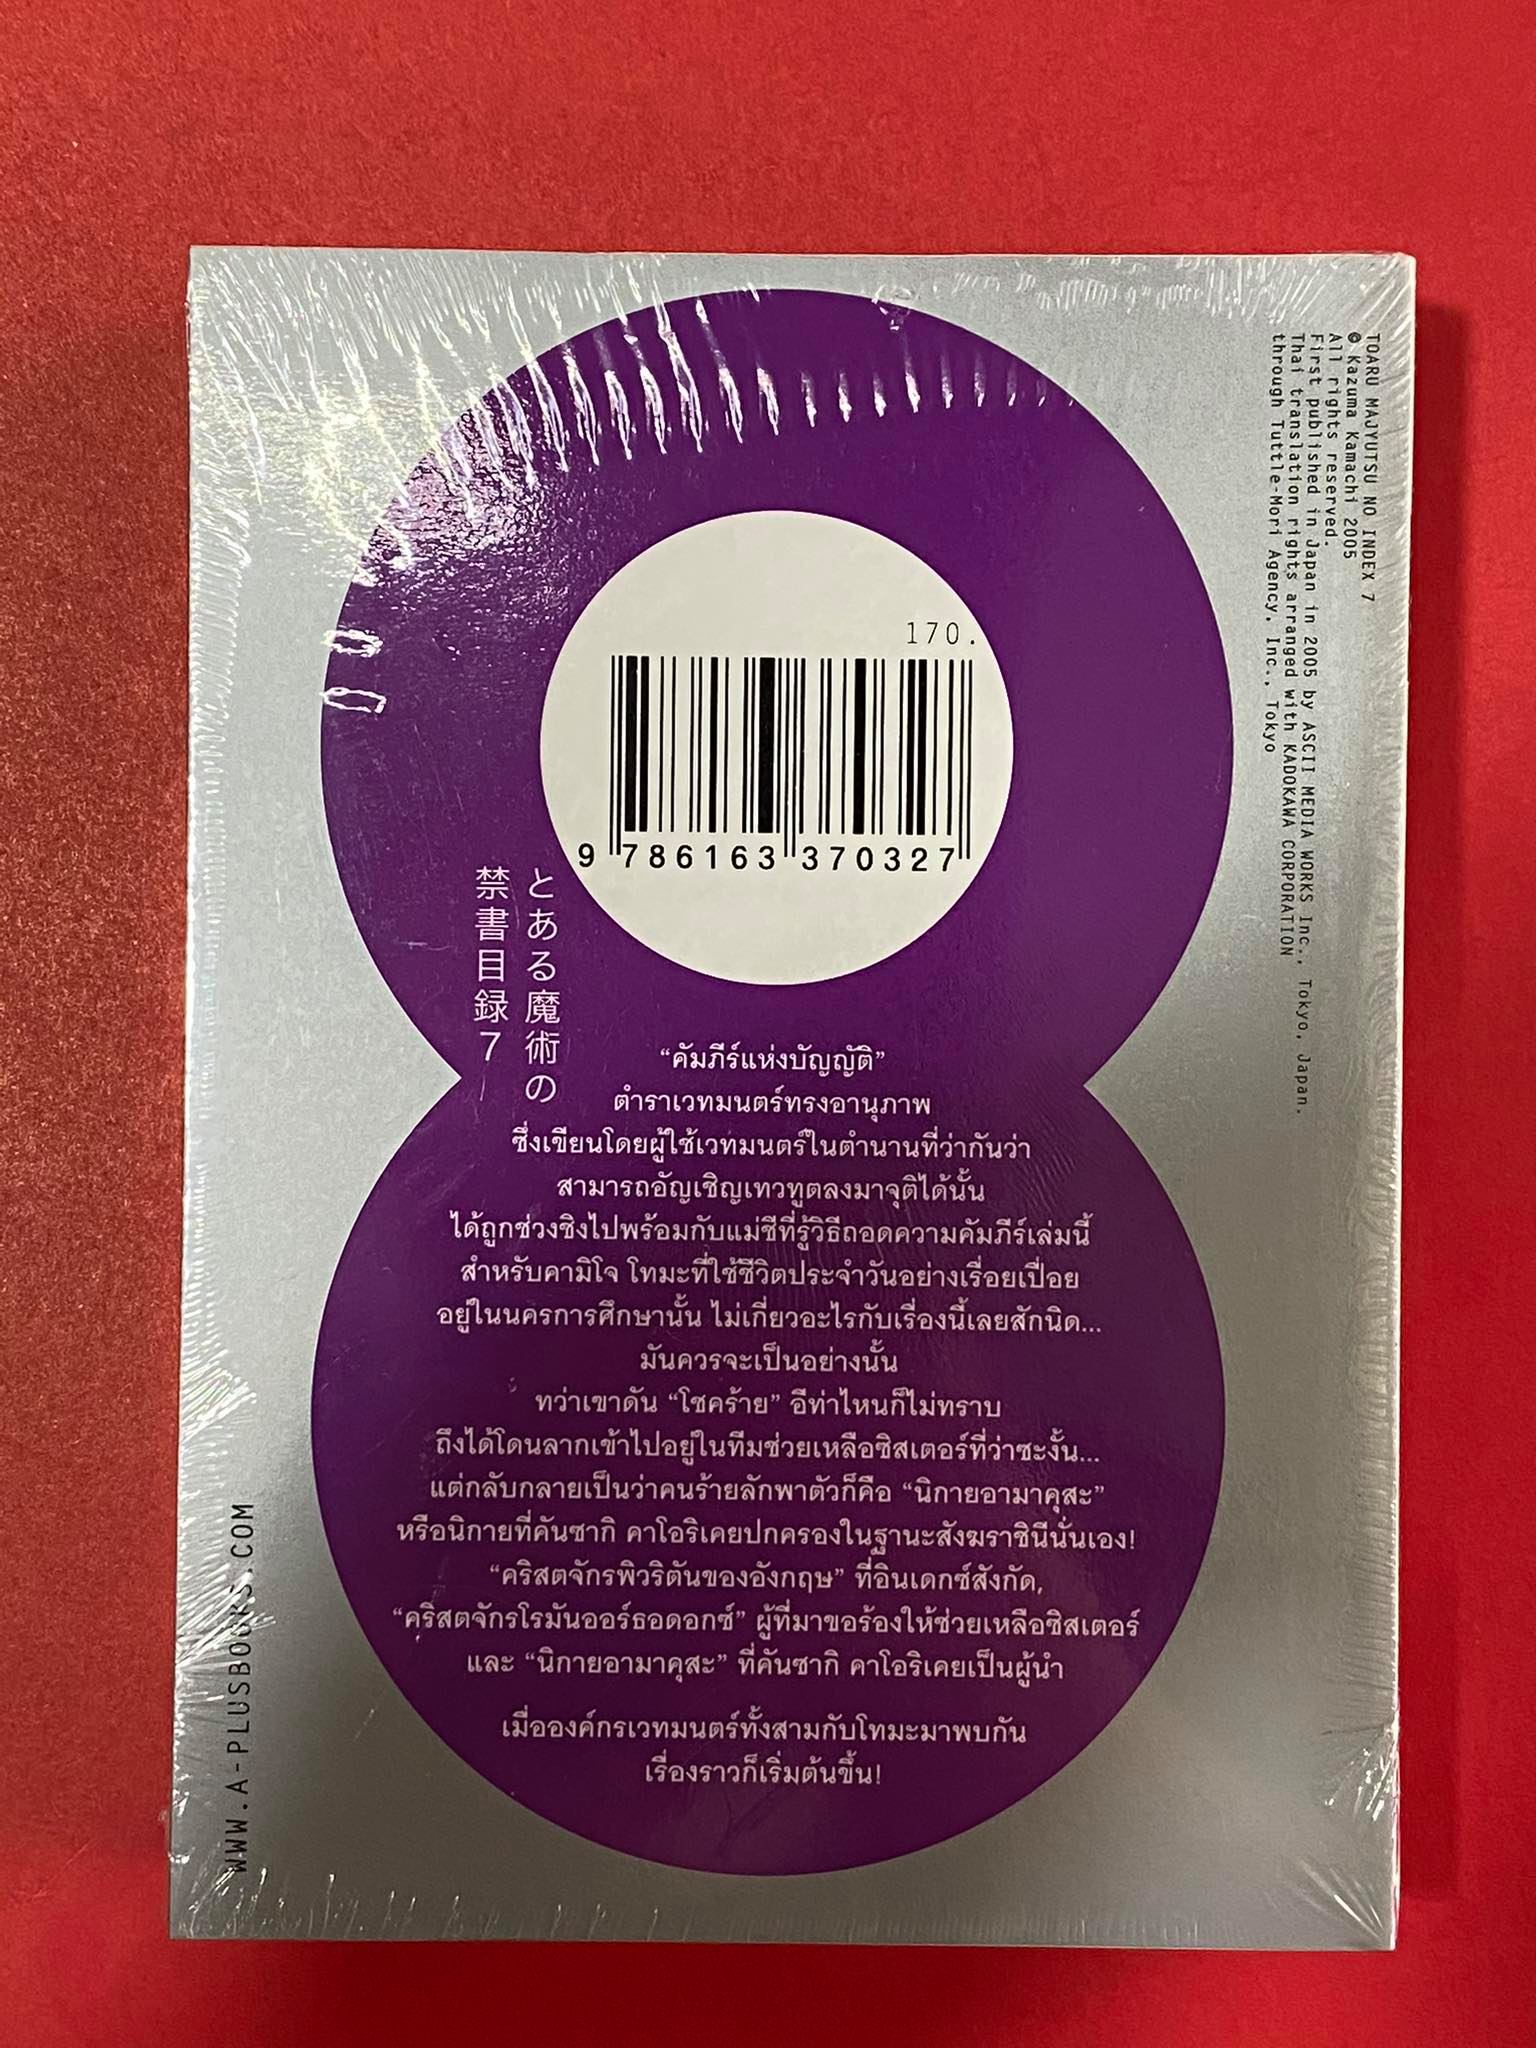 TOARU MAJYUTSU NO INDEX 7
© Kazuma Kamachi 2005
All rights reserved.
First published in Japan in 2005 by ASCII MEDIA WORKS Inc., Tokyo, Japan.
Thai translation rights arranged with KADOKAWA CORPORATION
through Tuttle-Mori Agency, Inc., Tokyo
170.
9 786163 370327
とある魔術の
禁書目録7
“คัมภีร์แห่งบัญญัติ”
ตำราเวทมนตร์ทรงอานุภาพ
ซึ่งเขียนโดยผู้ใช้เวทมนตร์ในตำนานที่ว่ากันว่า
สามารถอัญเชิญเทวทูตลงมาจุติได้นั้น
ได้ถูกช่วงชิงไปพร้อมกับแม่ชีที่รู้วิธีถอดความคัมภีร์เล่มนี้
สำหรับคามิโจ โทมะที่ใช้ชีวิตประจำวันอย่างเรื่อยเปื่อย
อยู่ในนครการศึกษานั้น ไม่เกี่ยวอะไรกับเรื่องนี้เลยสักนิด...
มันควรจะเป็นอย่างนั้น
ทว่าเขาดัน “โชคร้าย” อีท่าไหนก็ไม่ทราบ
ถึงได้โดนลากเข้าไปอยู่ในทีมช่วยเหลือซิสเตอร์ที่ว่าซะงั้น...
แต่กลับกลายเป็นว่าคนร้ายลักพาตัวก็คือ “นิกายอามาคุสะ”
หรือนิกายที่คันซากิ คาโอริเคยปกครองในฐานะสังฆราชินีนั่นเอง!
“คริสตจักรพิวริตันของอังกฤษ” ที่อินเดกซ์สังกัด,
“คริสตจักรโรมันออร์ธอดอกซ์” ผู้ที่มาขอร้องให้ช่วยเหลือซิสเตอร์
และ “นิกายอามาคุสะ” ที่คันซากิ คาโอริเคยเป็นผู้นำ
เมื่อองค์กรเวทมนตร์ทั้งสามกับโทมะมาพบกัน
เรื่องราวก็เริ่มต้นขึ้น!
WWW.A-PLUSBOOKS.COM